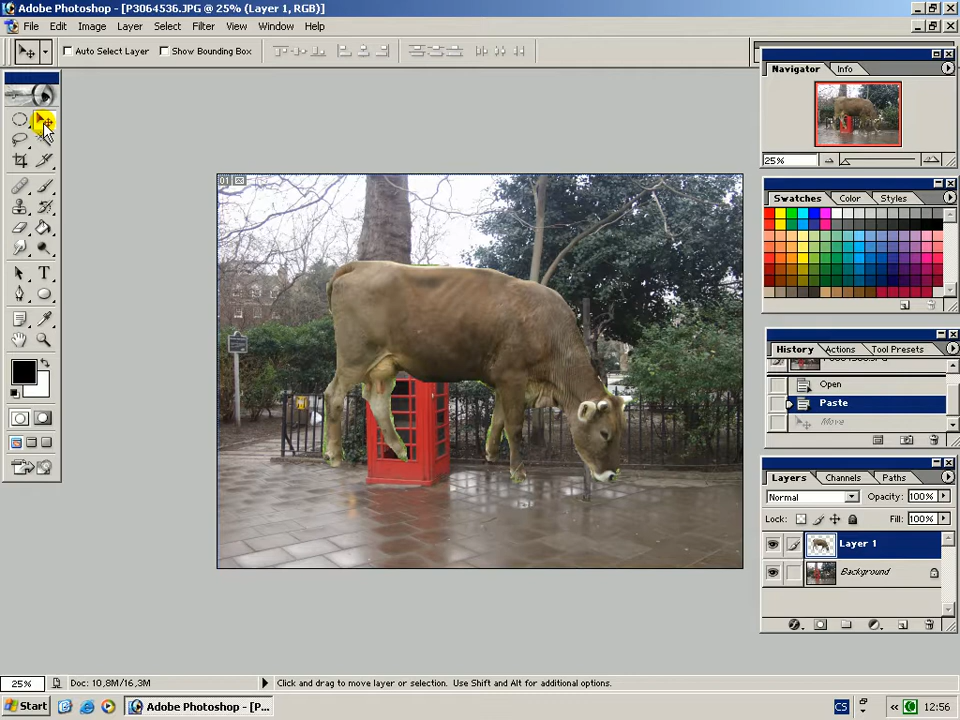 Adobe Photoshop - [P3064536.JPG @ 25% (Layer 1, RGB)]
File Edit Image Layer Select Filter View Window Help
Auto Select Layer Show Bounding Box
Navigator Info
25%
Swatches Color Styles
01
History Actions Tool Presets
Open
Paste
Move
Layers Channels Paths
Normal Opacity: 100%
Lock: Fill: 100%
Layer 1
Background
T
25% Doc: 10,8M/16,3M Click and drag to move layer or selection. Use Shift and Alt for additional options.
Start Adobe Photoshop - [P... CS 12:56